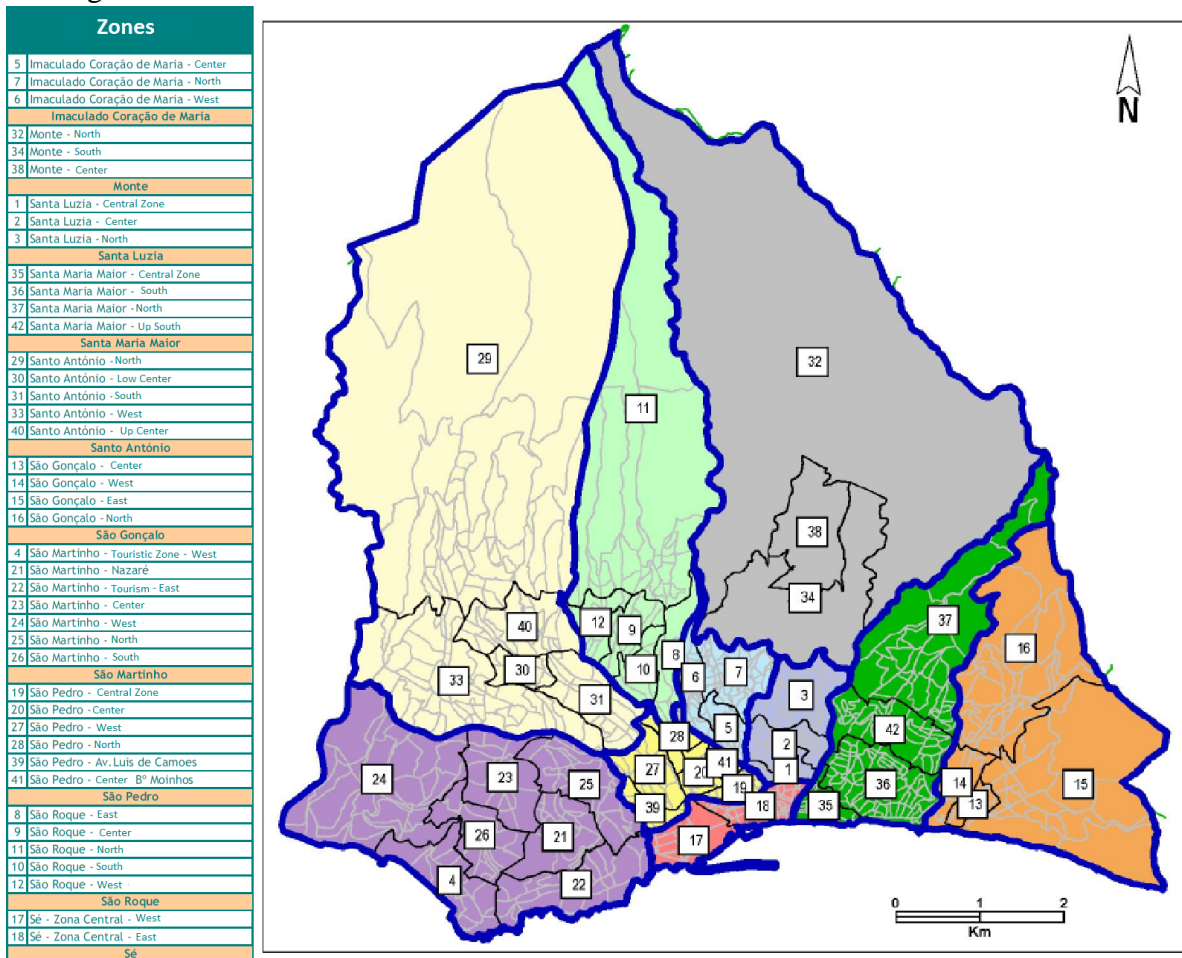 Zones
5 Imaculado Coração de Maria - Center
7 Imaculado Coração de Maria - North
6 Imaculado Coração de Maria - West
Imaculado Coração de Maria
32 Monte - North
34 Monte - South
38 Monte - Center
Monte
1 Santa Luzia - Central Zone
2 Santa Luzia - Center
3 Santa Luzia - North
Santa Luzia
35 Santa Maria Maior - Central Zone
36 Santa Maria Maior - South
37 Santa Maria Maior - North
42 Santa Maria Maior - Up South
Santa Maria Maior
29 Santo António - North
30 Santo António - Low Center
31 Santo António - South
33 Santo António - West
40 Santo António - Up Center
Santo António
13 São Gonçalo - Center
14 São Gonçalo - West
15 São Gonçalo - East
16 São Gonçalo - North
São Gonçalo
4 São Martinho - Touristic Zone - West
21 São Martinho - Nazaré
22 São Martinho - Tourism - East
23 São Martinho - Center
24 São Martinho - West
25 São Martinho - North
26 São Martinho - South
São Martinho
19 São Pedro - Central Zone
20 São Pedro - Center
27 São Pedro - West
28 São Pedro - North
39 São Pedro - Av. Luis de Camoes
41 São Pedro - Center Bº Moinhos
São Pedro
8 São Roque - East
9 São Roque - Center
11 São Roque - North
10 São Roque - South
12 São Roque - West
São Roque
17 Sé - Zona Central - West
18 Sé - Zona Central - East
Sé
N
29
32
11
38
34
12
9
40
37
16
8
10
30
6
7
33
3
31
5
42
28
2
41
24
23
27
20
1
25
19
36
14
15
39
18
35
13
26
21
17
4
22
0 1 2
Km